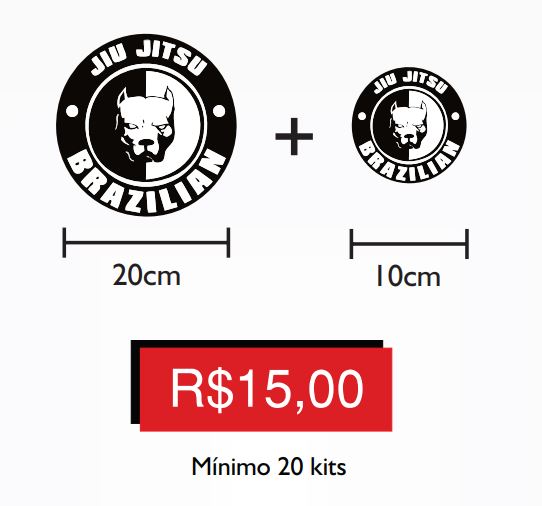 JIU JITSU
BRAZILIAN
+
JIU JITSU
BRAZILIAN
20cm
10cm
R$15,00
Mínimo 20 kits